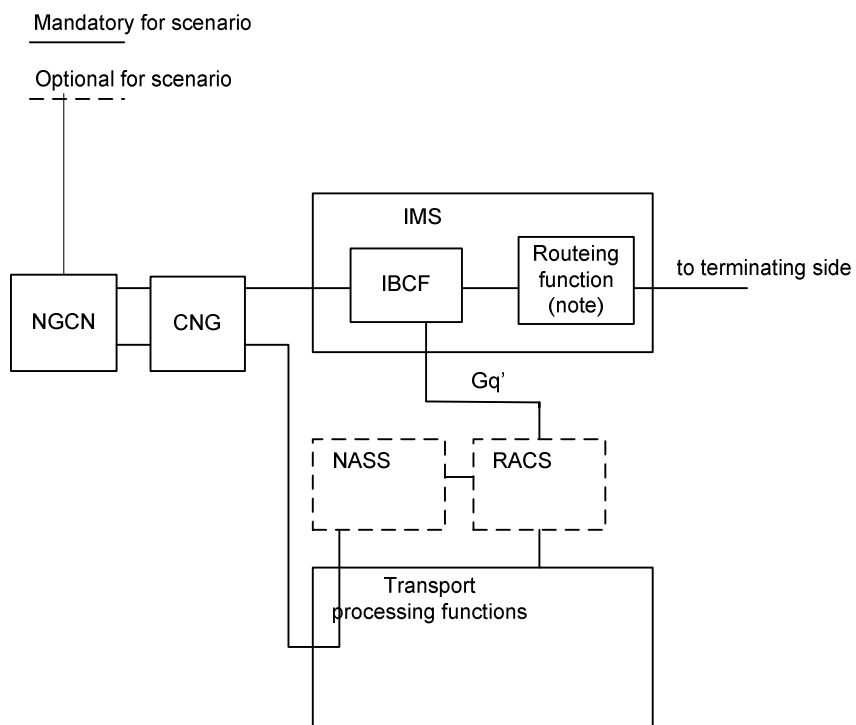 Mandatory for scenario
Optional for scenario
IMS
IBCF
Routeing
function
(note)
to terminating side
NGCN
CNG
Gq’
NASS
RACS
Transport
processing functions